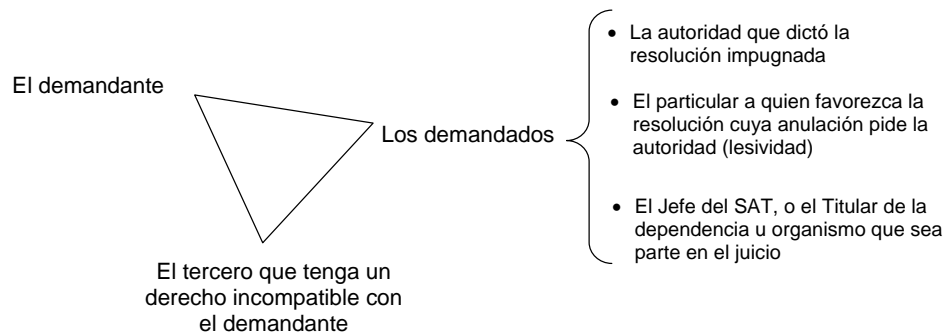 El demandante
Los demandados
• La autoridad que dictó la
resolución impugnada
• El particular a quien favorezca la
resolución cuya anulación pide la
autoridad (lesividad)
• El Jefe del SAT, o el Titular de la
dependencia u organismo que sea
parte en el juicio
El tercero que tenga un
derecho incompatible con
el demandante